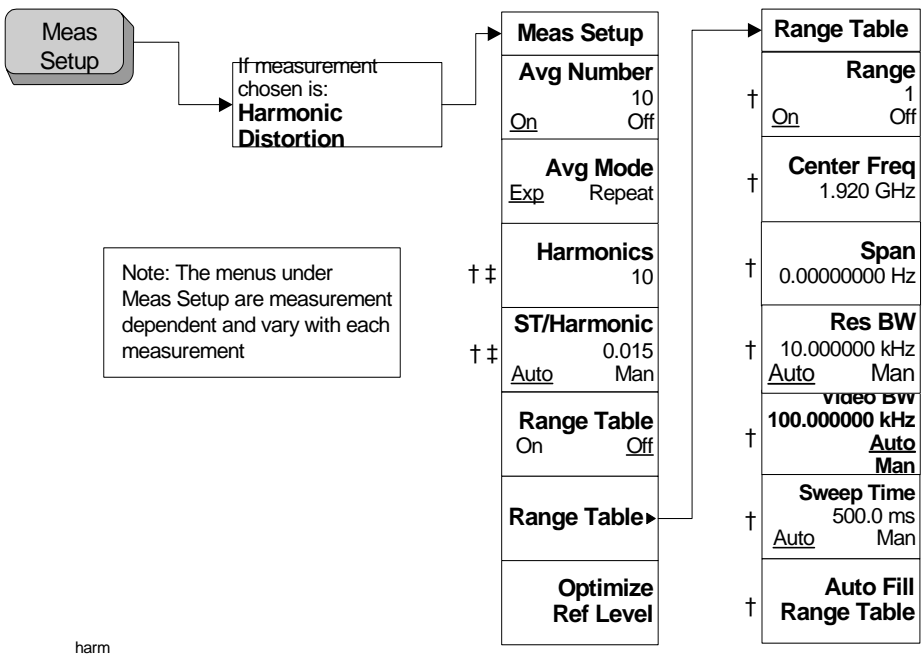 Meas
Setup
If measurement
chosen is:
Harmonic
Distortion
Note: The menus under
Meas Setup are measurement
dependent and vary with each
measurement
Meas Setup
Avg Number
10
On Off
Avg Mode
Exp Repeat
† ‡
Harmonics
10
† ‡
ST/Harmonic
0.015
Auto Man
Range Table
On Off
Range Table
Optimize
Ref Level
Range Table
†
Range
1
On Off
†
Center Freq
1.920 GHz
†
Span
0.00000000 Hz
†
Res BW
10.000000 kHz
Auto Man
†
Video BW
100.000000 kHz
Auto
Man
†
Sweep Time
500.0 ms
Auto Man
†
Auto Fill
Range Table
harm